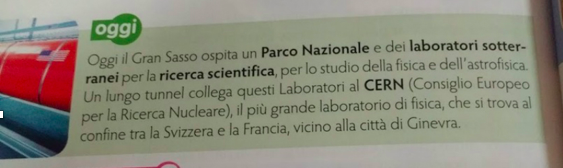 oggi
Oggi il Gran Sasso ospita un Parco Nazionale e dei laboratori sotter-
ranei per la ricerca scientifica, per lo studio della fisica e dell'astrofisica.
Un lungo tunnel collega questi Laboratori al CERN (Consiglio Europeo
per la Ricerca Nucleare), il più grande laboratorio di fisica, che si trova al
confine tra la Svizzera e la Francia, vicino alla città di Ginevra.